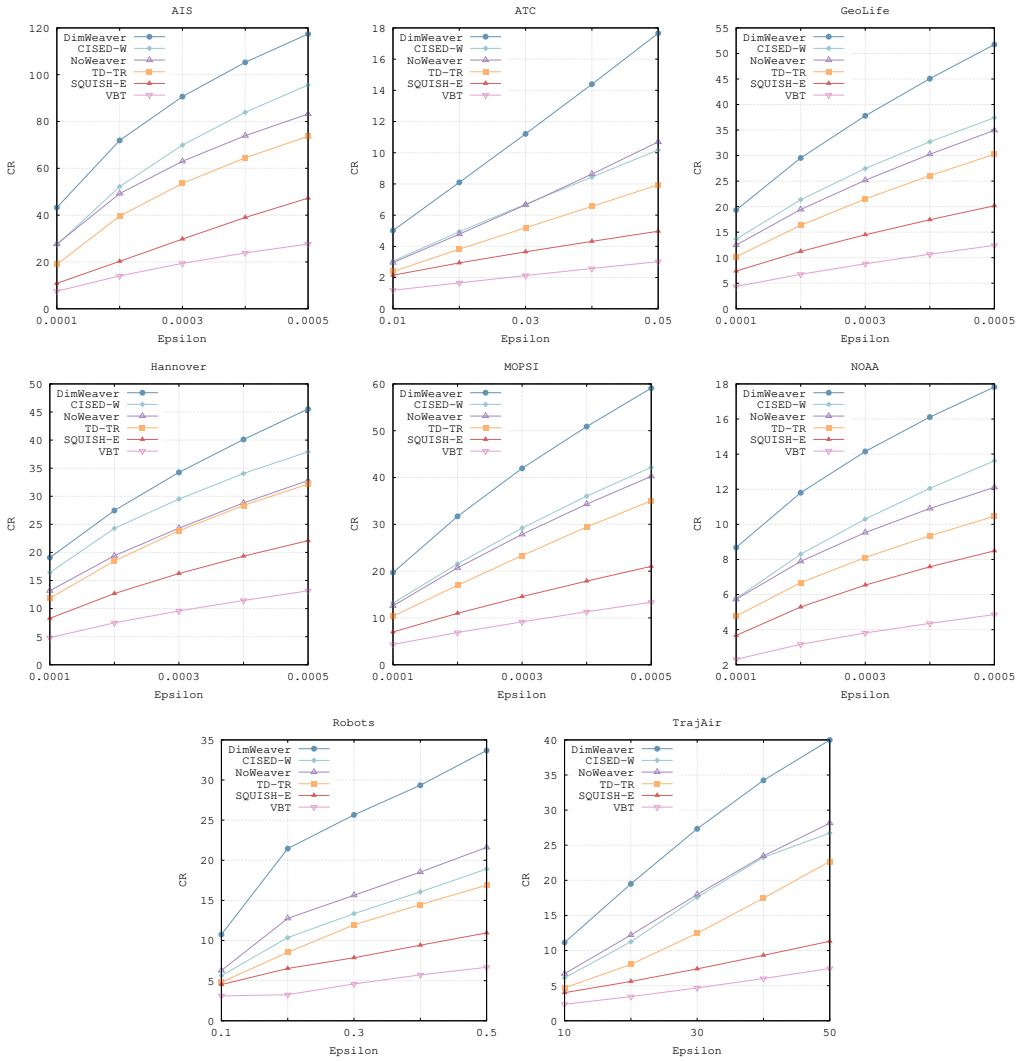 AIS
120
100
80
60
40
20
0
CR
DimWeaver
CISED-W
NoWeaver
TD-TR
SQUISH-E
VBT
0.0001 0.0003 0.0005
Epsilon
ATC
18
16
14
12
10
8
6
4
2
0
CR
DimWeaver
CISED-W
NoWeaver
TD-TR
SQUISH-E
VBT
0.01 0.03 0.05
Epsilon
GeoLife
55
50
45
40
35
30
25
20
15
10
5
0
CR
DimWeaver
CISED-W
NoWeaver
TD-TR
SQUISH-E
VBT
0.0001 0.0003 0.0005
Epsilon
Hannover
50
45
40
35
30
25
20
15
10
5
0
CR
DimWeaver
CISED-W
NoWeaver
TD-TR
SQUISH-E
VBT
0.0001 0.0003 0.0005
Epsilon
MOPSI
60
50
40
30
20
10
0
CR
DimWeaver
CISED-W
NoWeaver
TD-TR
SQUISH-E
VBT
0.0001 0.0003 0.0005
Epsilon
NOAA
18
16
14
12
10
8
6
4
2
CR
DimWeaver
CISED-W
NoWeaver
TD-TR
SQUISH-E
VBT
0.0001 0.0003 0.0005
Epsilon
Robots
35
30
25
20
15
10
5
0
CR
DimWeaver
CISED-W
NoWeaver
TD-TR
SQUISH-E
VBT
0.1 0.3 0.5
Epsilon
TrajAir
40
35
30
25
20
15
10
5
0
CR
DimWeaver
CISED-W
NoWeaver
TD-TR
SQUISH-E
VBT
10 30 50
Epsilon